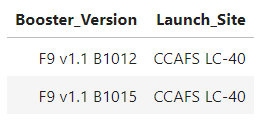 Booster_Version Launch_Site
F9 v1.1 B1012 CCAFS LC-40
F9 v1.1 B1015 CCAFS LC-40